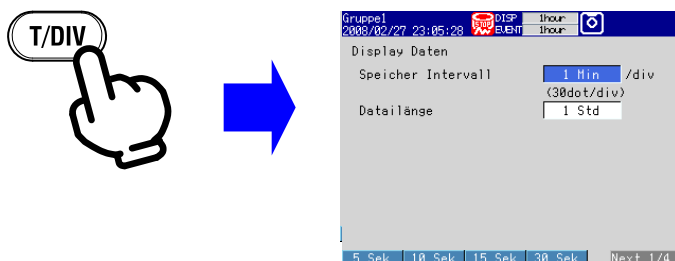 T/DIV
Gruppe1 DISP 1hour
2008/02/27 23:05:28 STOP EVENT 1hour
Display Daten
Speicher Intervall 1 Min /div
(30dot/div)
Datailänge 1 Std
5 Sek 10 Sek 15 Sek 30 Sek Next 1/4